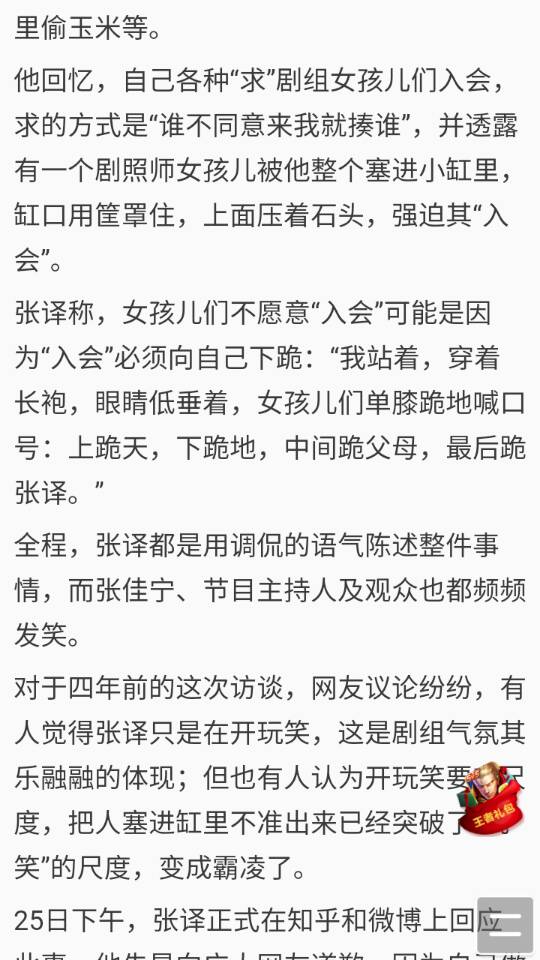 里偷玉米等。
他回忆，自己各种“求”剧组女孩儿们入会，
求的方式是“谁不同意来我就揍谁”，并透露
有一个剧照师女孩儿被他整个塞进小缸里，
缸口用筐罩住，上面压着石头，强迫其“入
会”。
张译称，女孩儿们不愿意“入会”可能是因
为“入会”必须向自己下跪：“我站着，穿着
长袍，眼睛低垂着，女孩儿们单膝跪地喊口
号：上跪天，下跪地，中间跪父母，最后跪
张译。”
全程，张译都是用调侃的语气陈述整件事
情，而张佳宁、节目主持人及观众也都频频
发笑。
对于四年前的这次访谈，网友议论纷纷，有
人觉得张译只是在开玩笑，这是剧组气氛其
乐融融的体现；但也有人认为开玩笑要
度，把人塞进缸里不准出来已经突破了
王者礼包
笑”的尺度，变成霸凌了。
25日下午，张译正式在知乎和微博上回应